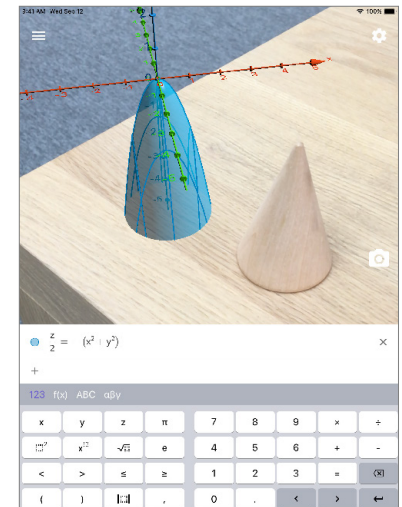 3:41 AM Wed Sep 12
100%
z/2 = (x² + y²)
+
123 f(x) ABC αβγ
x y z π 7 8 9 × ÷
e 4 5 6 + -
< > ≤ ≥ 1 2 3 =
( ) , 0 . < >